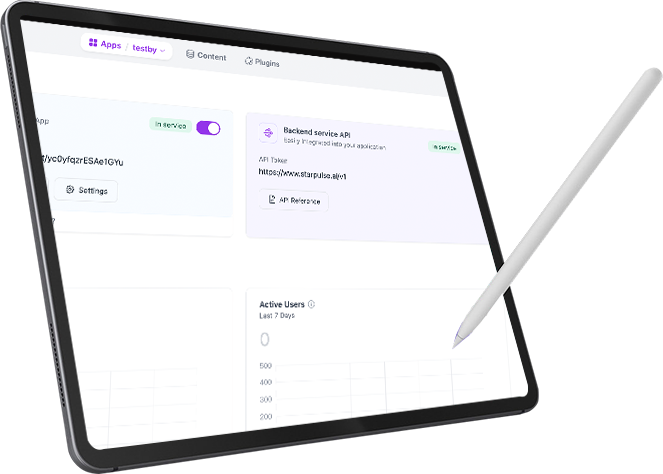 Apps / testby
Content
Plugins
App
In service
t/yc0yfqzrESAe1GYu
Settings
Backend service API
Easily integrated into your application
In service
API Token
https://www.starpulse.ai/v1
API Reference
Active Users
Last 7 Days
0
500
400
300
200